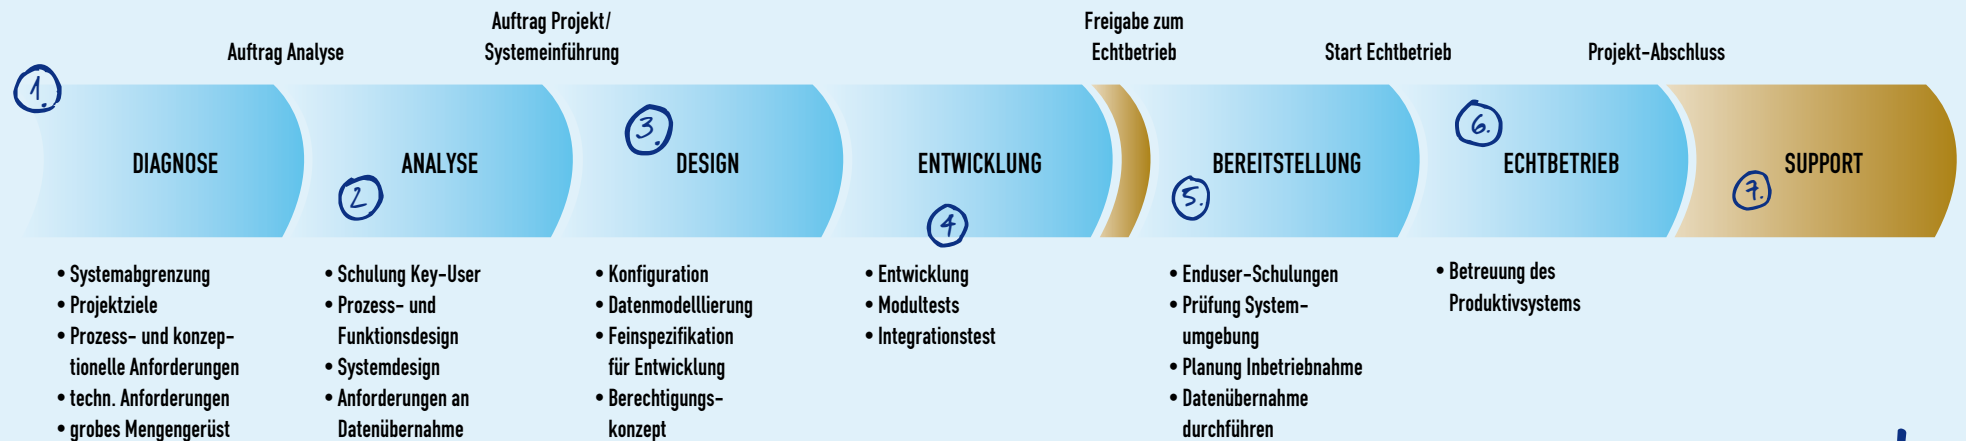 Auftrag Analyse
Auftrag Projekt/
Systemeinführung
Freigabe zum
Echtbetrieb
Start Echtbetrieb
Projekt-Abschluss
1.
DIAGNOSE
2
ANALYSE
3.
DESIGN
4
ENTWICKLUNG
5.
BEREITSTELLUNG
6.
ECHTBETRIEB
7.
SUPPORT
• Systemabgrenzung
• Projektziele
• Prozess- und konzep-
tionelle Anforderungen
• techn. Anforderungen
• grobes Mengengerüst
• Schulung Key-User
• Prozess- und
Funktionsdesign
• Systemdesign
• Anforderungen an
Datenübernahme
• Konfiguration
• Datenmodelllierung
• Feinspezifikation
für Entwicklung
• Berechtigungs-
konzept
• Entwicklung
• Modultests
• Integrationstest
• Enduser-Schulungen
• Prüfung System-
umgebung
• Planung Inbetriebnahme
• Datenübernahme
durchführen
• Betreuung des
Produktivsystems